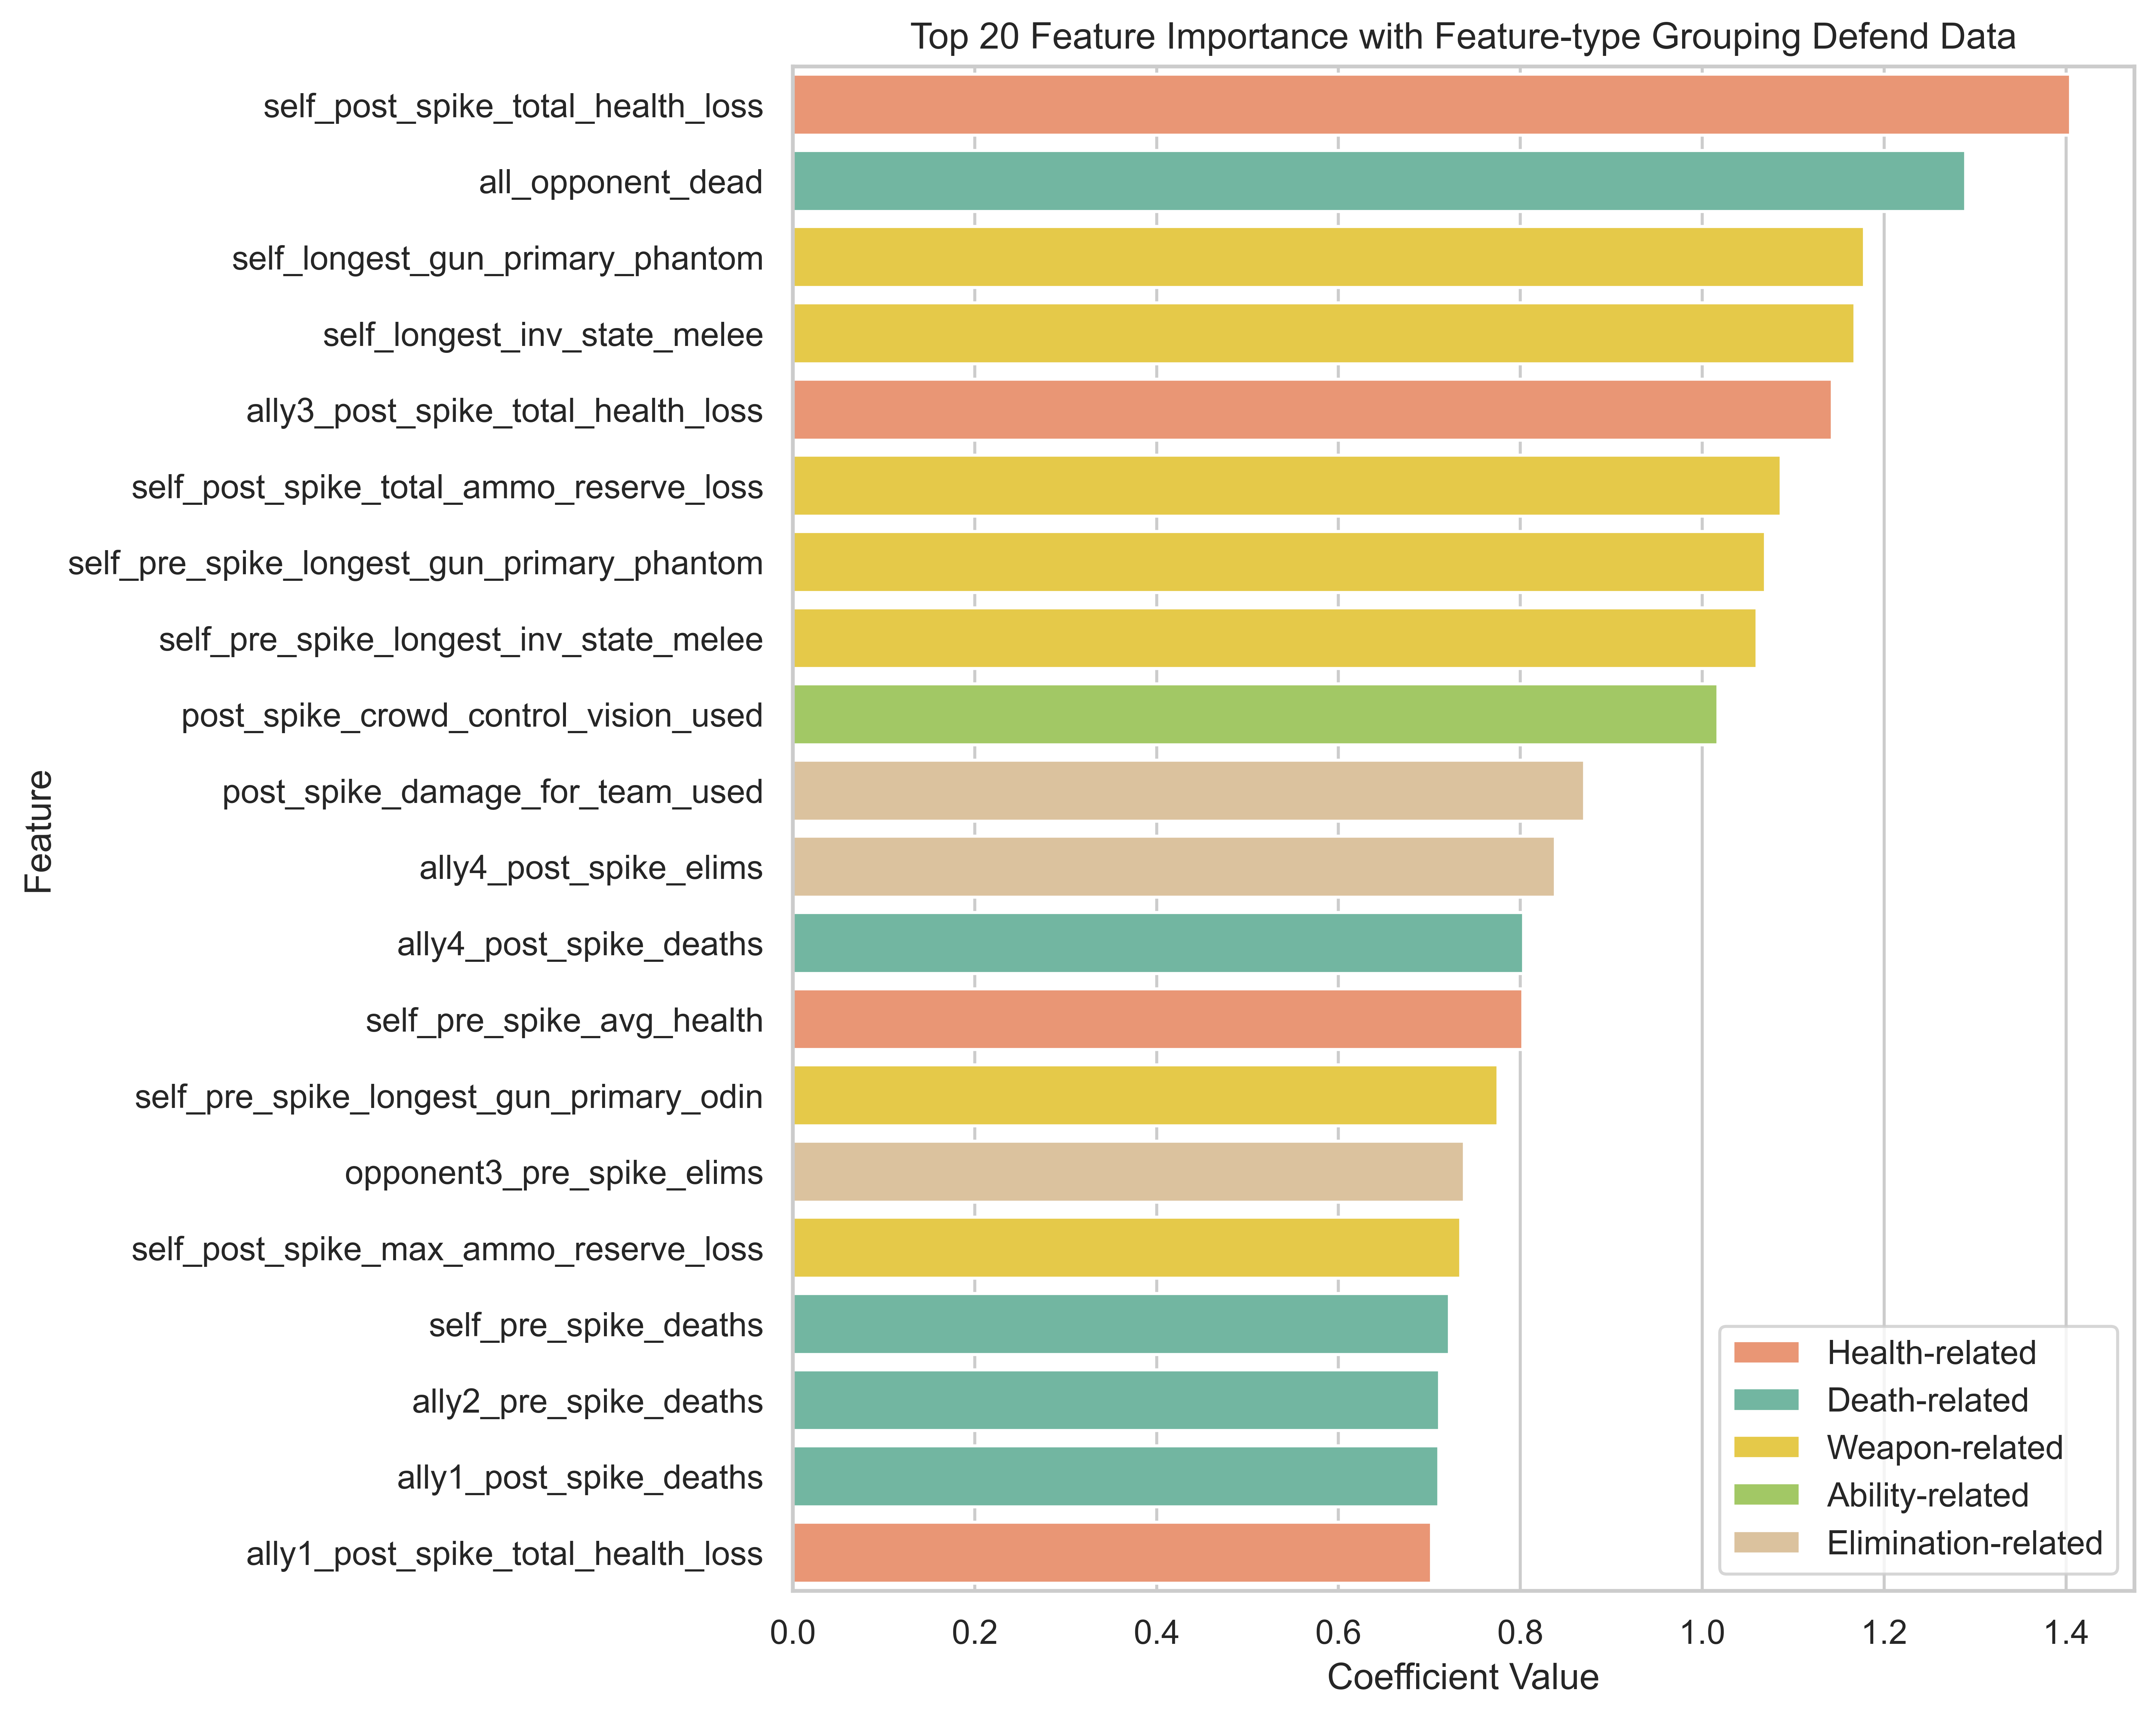 Top 20 Feature Importance with Feature-type Grouping Defend Data
self_post_spike_total_health_loss
all_opponent_dead
self_longest_gun_primary_phantom
self_longest_inv_state_melee
ally3_post_spike_total_health_loss
self_post_spike_total_ammo_reserve_loss
self_pre_spike_longest_gun_primary_phantom
self_pre_spike_longest_inv_state_melee
post_spike_crowd_control_vision_used
post_spike_damage_for_team_used
ally4_post_spike_elims
ally4_post_spike_deaths
self_pre_spike_avg_health
self_pre_spike_longest_gun_primary_odin
opponent3_pre_spike_elims
self_post_spike_max_ammo_reserve_loss
self_pre_spike_deaths
ally2_pre_spike_deaths
ally1_post_spike_deaths
ally1_post_spike_total_health_loss
Feature
Health-related
Death-related
Weapon-related
Ability-related
Elimination-related
0.0 0.2 0.4 0.6 0.8 1.0 1.2 1.4
Coefficient Value